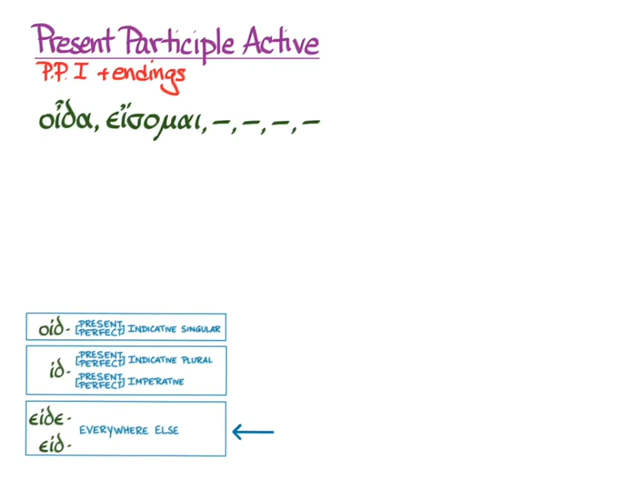 Present Participle Active
P.P. I + endings
οἶδα, εἴσομαι, –, –, –, –
οἰδ- [PRESENT PERFECT] INDICATIVE SINGULAR
ἰδ- [PRESENT PERFECT] INDICATIVE PLURAL
[PRESENT PERFECT] IMPERATIVE
εἰδε-
εἰδ-
EVERYWHERE ELSE